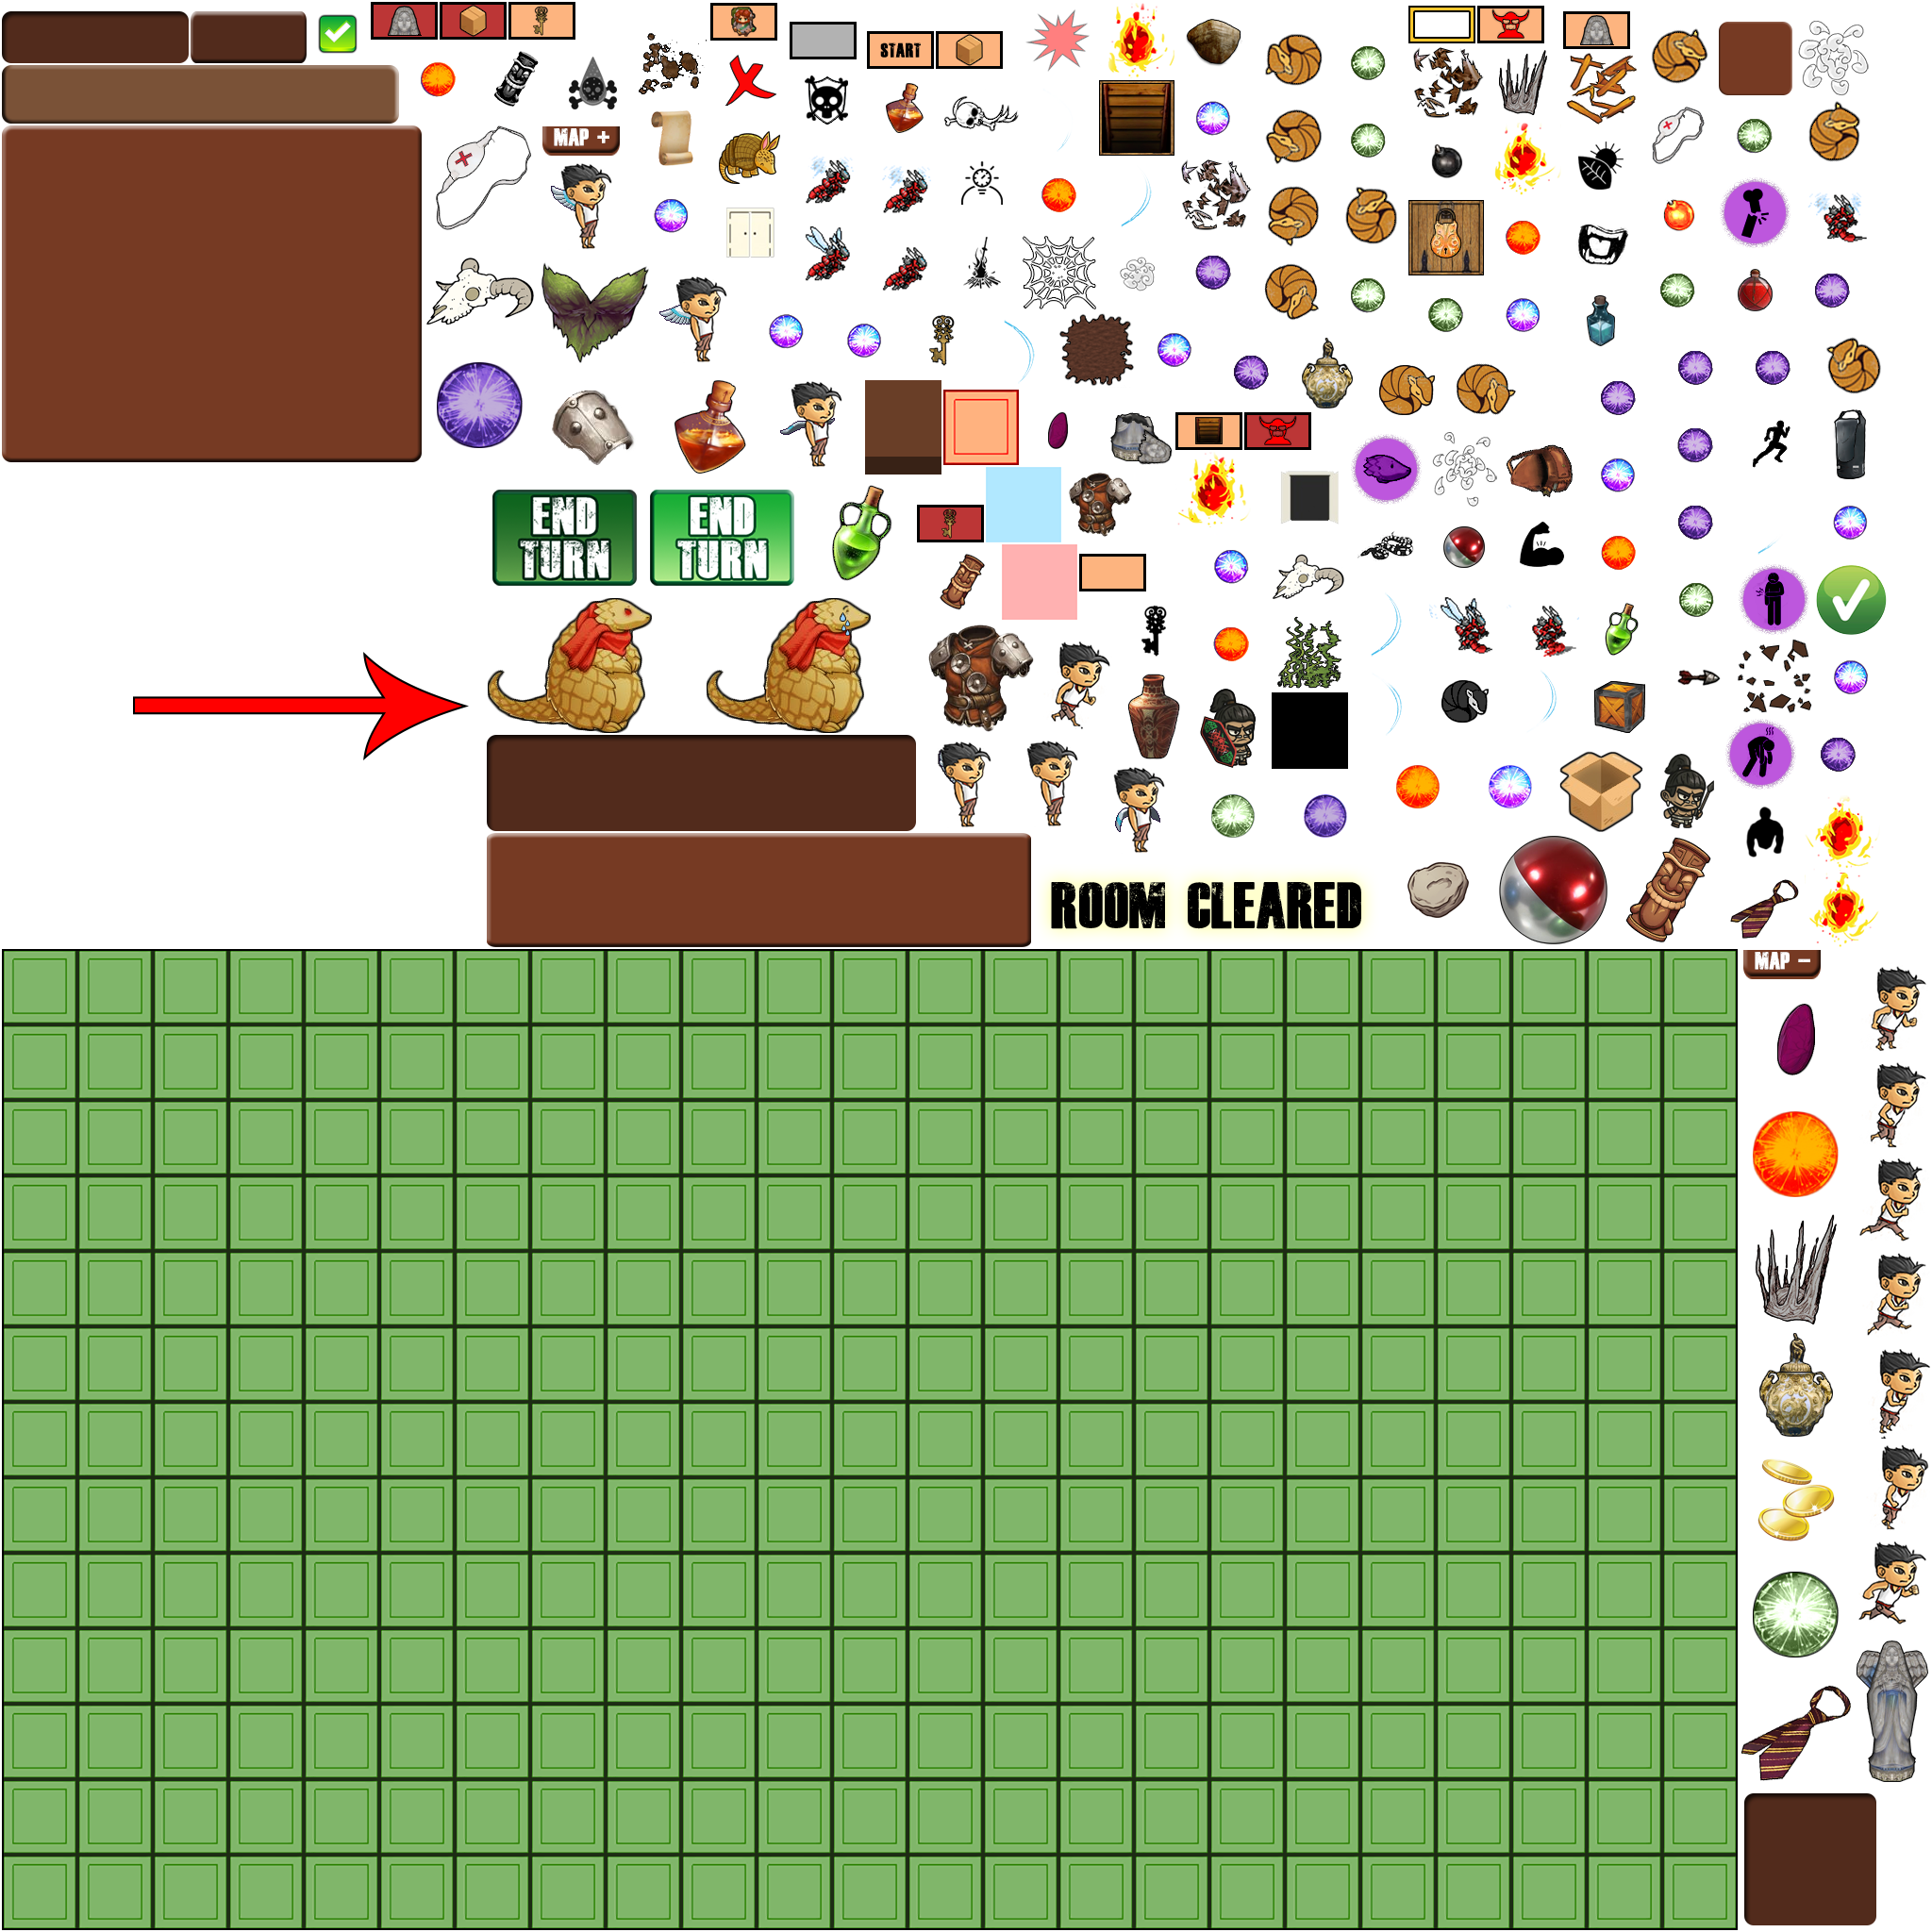 START
MAP +
END
TURN
END
TURN
ROOM CLEARED
MAP -